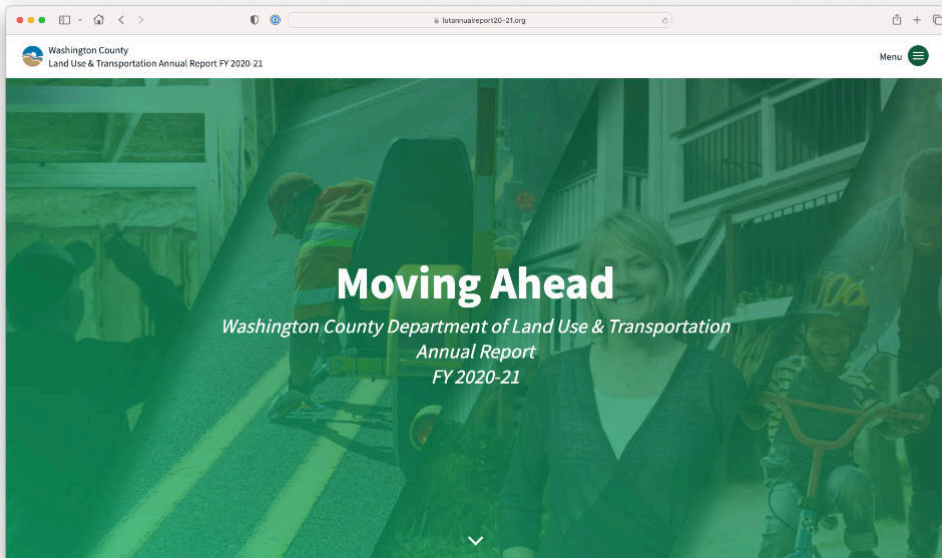 lutannualreport20-21.org
Washington County
Land Use & Transportation Annual Report FY 2020-21
Menu
Moving Ahead
Washington County Department of Land Use & Transportation
Annual Report
FY 2020-21